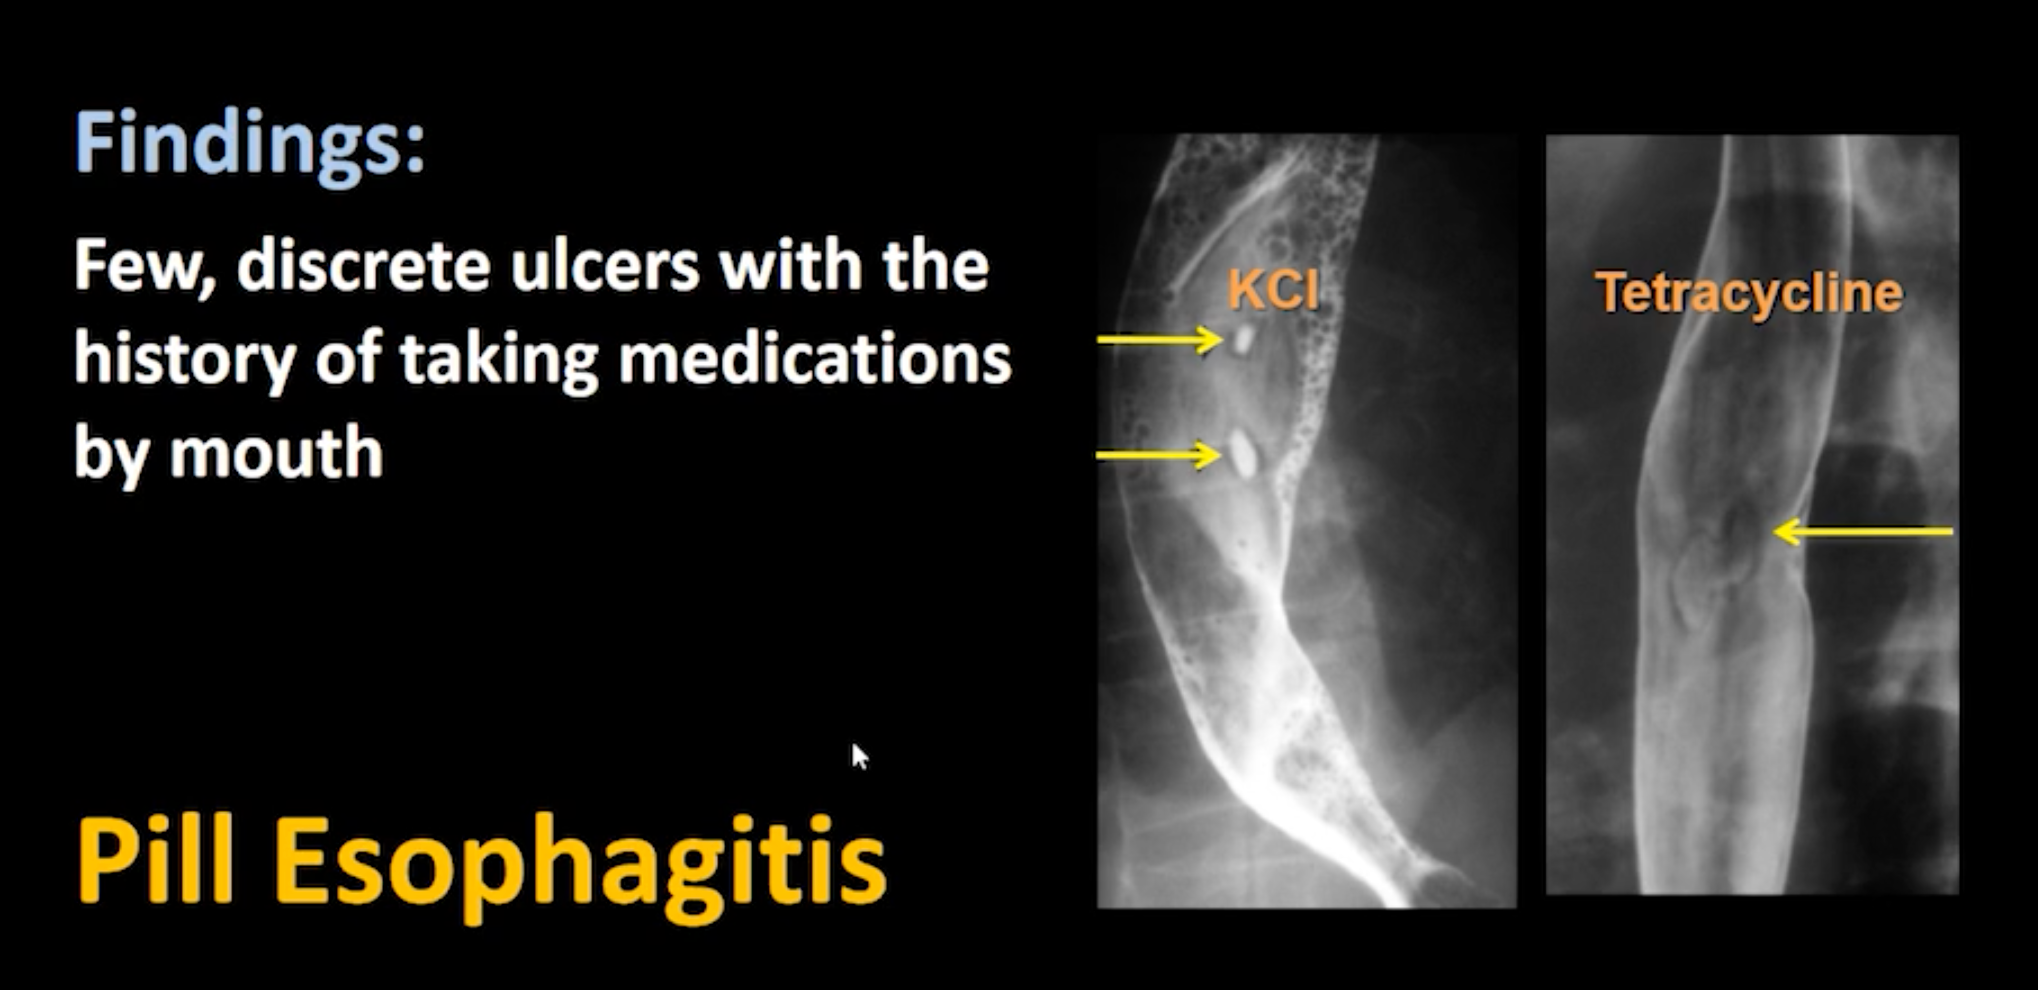 Findings:
Few, discrete ulcers with the
history of taking medications
by mouth
Pill Esophagitis
KCl
Tetracycline